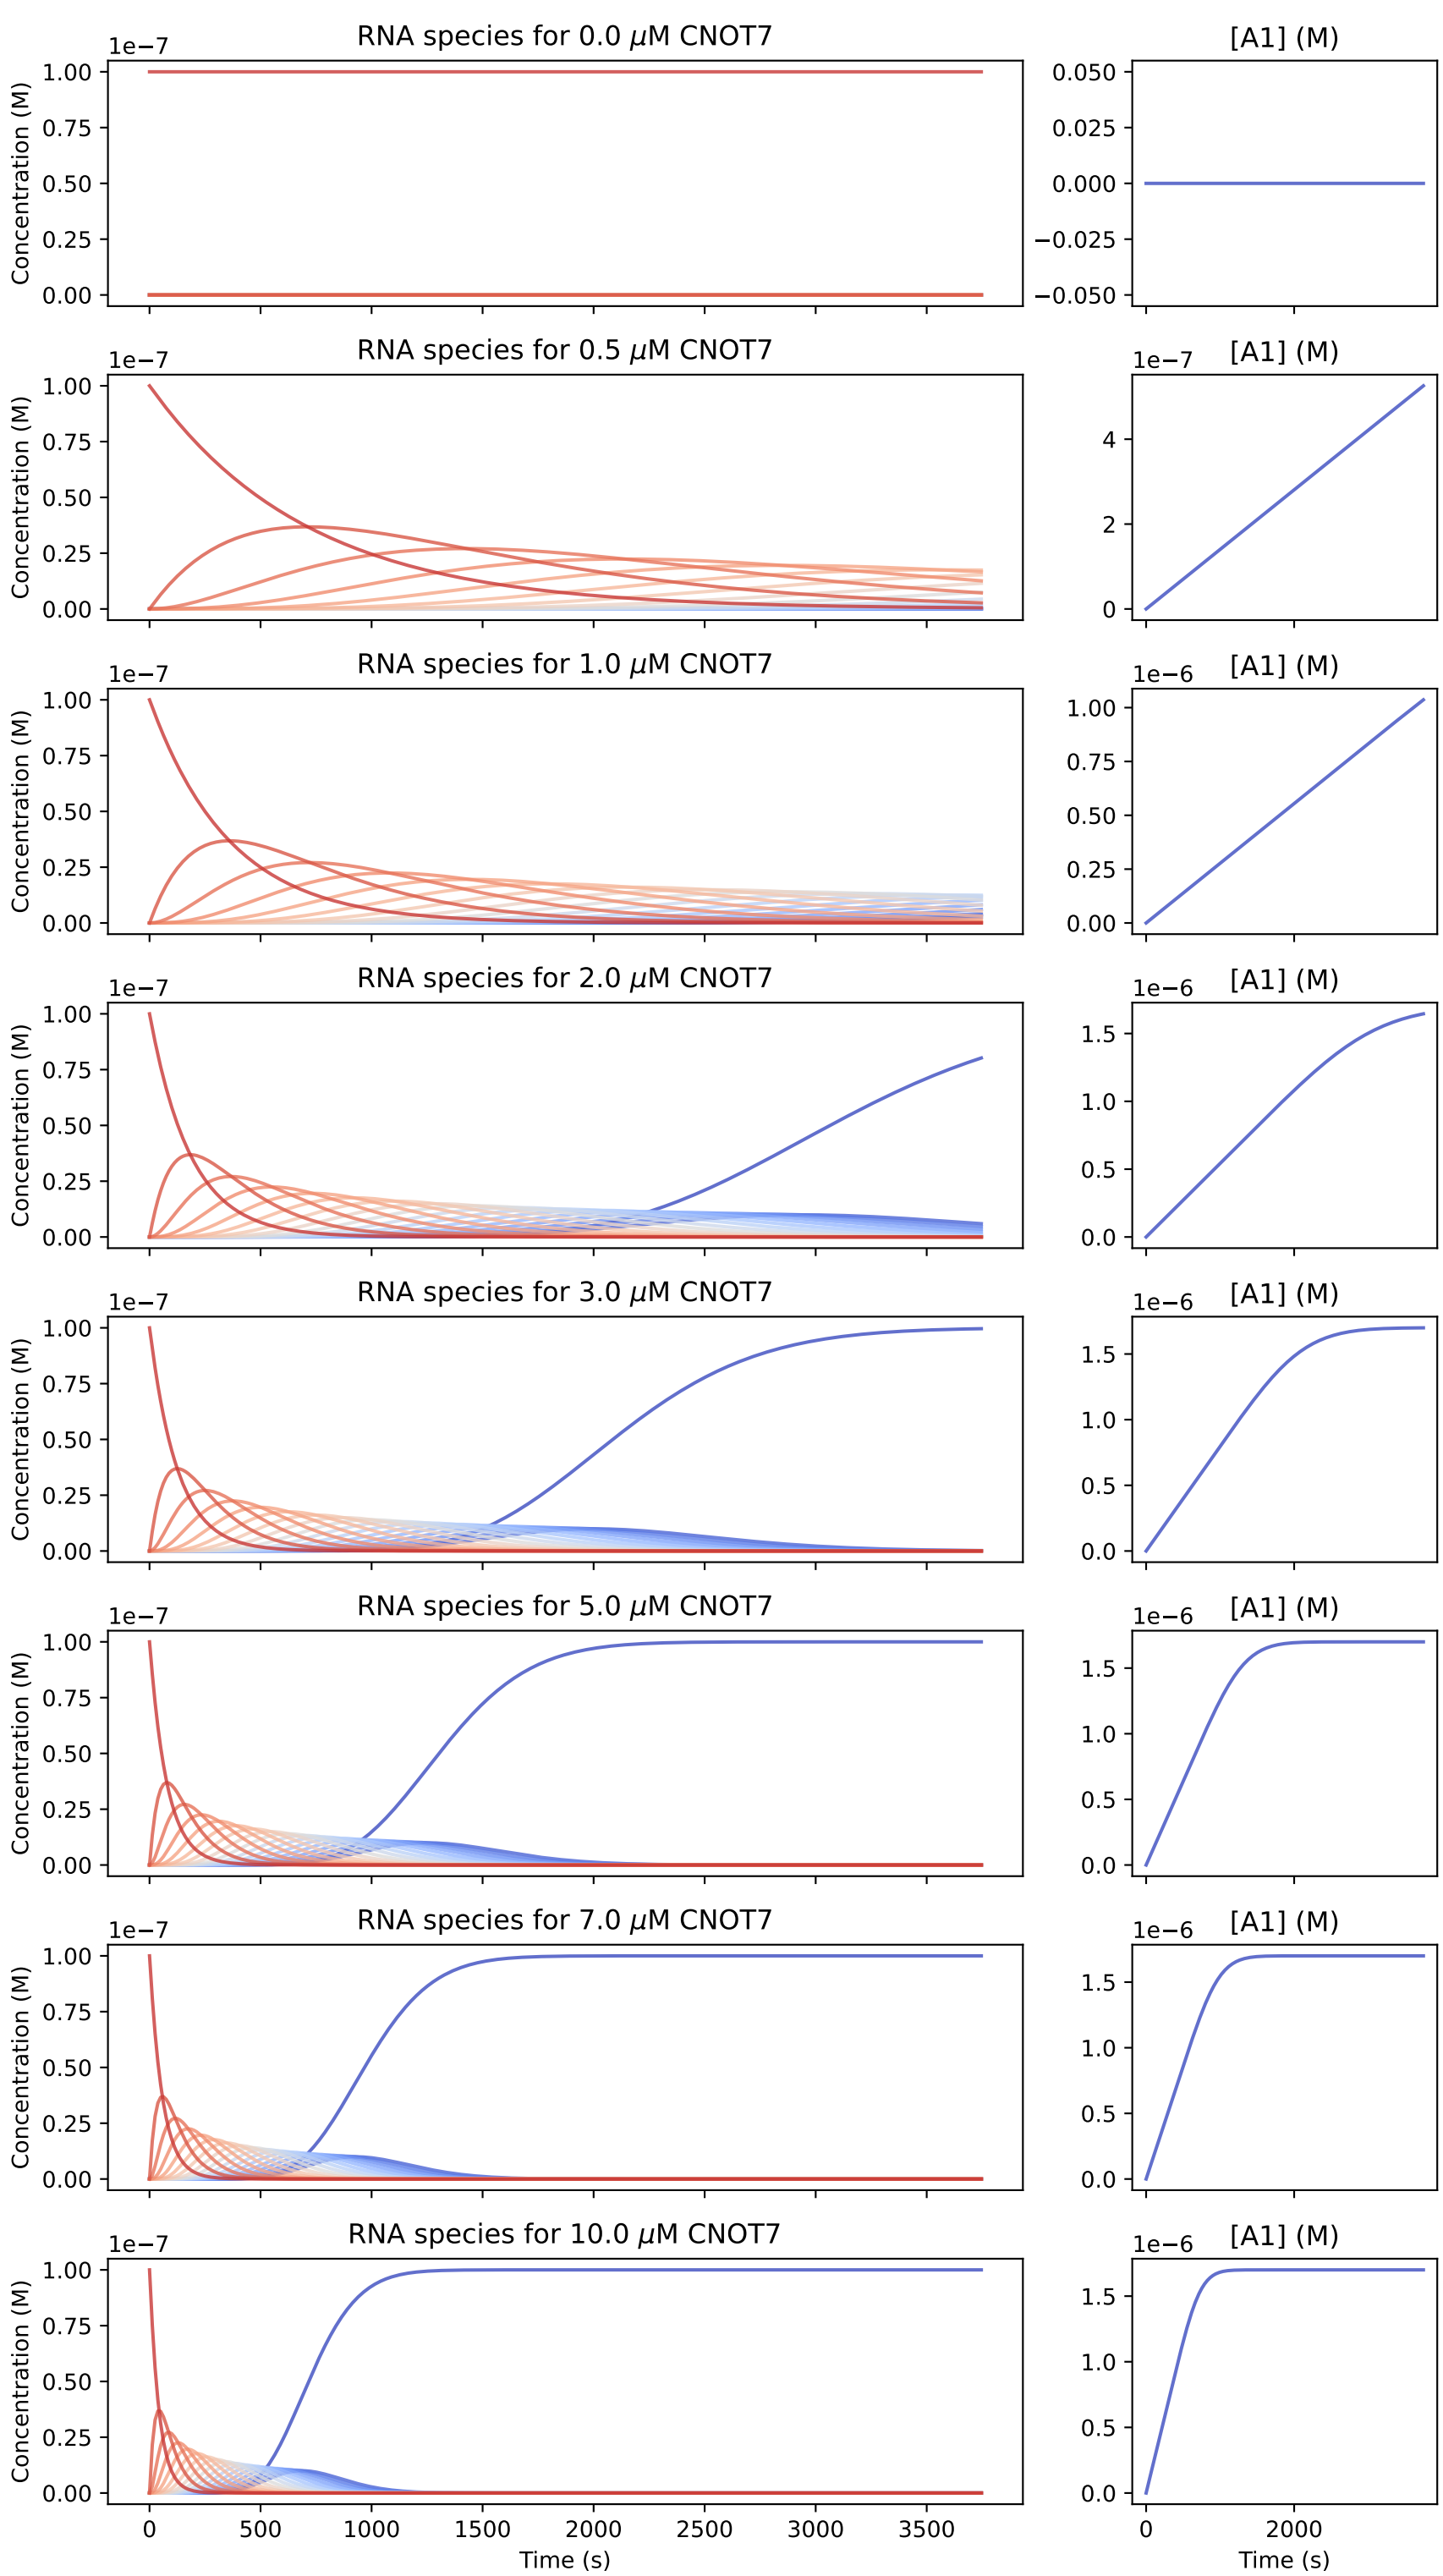 RNA species for 0.0 μM CNOT7
[A1] (M)
1e−7
Concentration (M)
1.00
0.75
0.50
0.25
0.00
0.050
0.025
0.000
−0.025
−0.050
RNA species for 0.5 μM CNOT7
[A1] (M)
1e−7
1e−7
Concentration (M)
1.00
0.75
0.50
0.25
0.00
4
2
0
RNA species for 1.0 μM CNOT7
[A1] (M)
1e−7
1e−6
Concentration (M)
1.00
0.75
0.50
0.25
0.00
1.00
0.75
0.50
0.25
0.00
RNA species for 2.0 μM CNOT7
[A1] (M)
1e−7
1e−6
Concentration (M)
1.00
0.75
0.50
0.25
0.00
1.5
1.0
0.5
0.0
RNA species for 3.0 μM CNOT7
[A1] (M)
1e−7
1e−6
Concentration (M)
1.00
0.75
0.50
0.25
0.00
1.5
1.0
0.5
0.0
RNA species for 5.0 μM CNOT7
[A1] (M)
1e−7
1e−6
Concentration (M)
1.00
0.75
0.50
0.25
0.00
1.5
1.0
0.5
0.0
RNA species for 7.0 μM CNOT7
[A1] (M)
1e−7
1e−6
Concentration (M)
1.00
0.75
0.50
0.25
0.00
1.5
1.0
0.5
0.0
RNA species for 10.0 μM CNOT7
[A1] (M)
1e−7
1e−6
Concentration (M)
1.00
0.75
0.50
0.25
0.00
1.5
1.0
0.5
0.0
0 500 1000 1500 2000 2500 3000 3500
0 2000
Time (s)
Time (s)